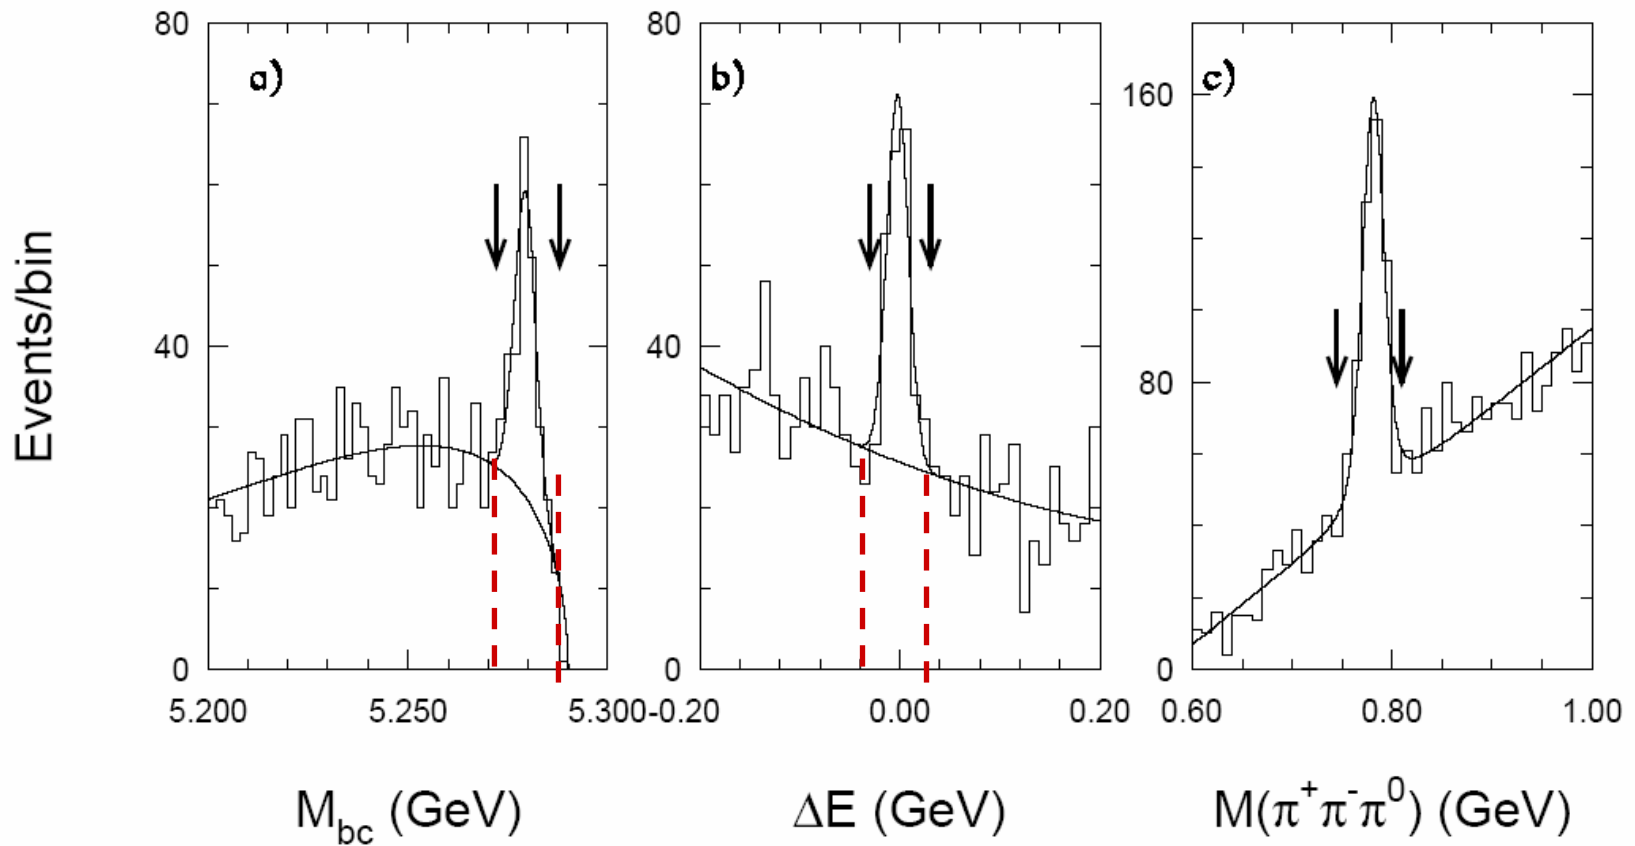 Events/bin
80
40
0
a)
5.200
5.250
5.300
M_bc (GeV)
80
40
0
b)
-0.20
0.00
0.20
ΔE (GeV)
160
80
0
c)
0.60
0.80
1.00
M(π⁺π⁻π⁰) (GeV)